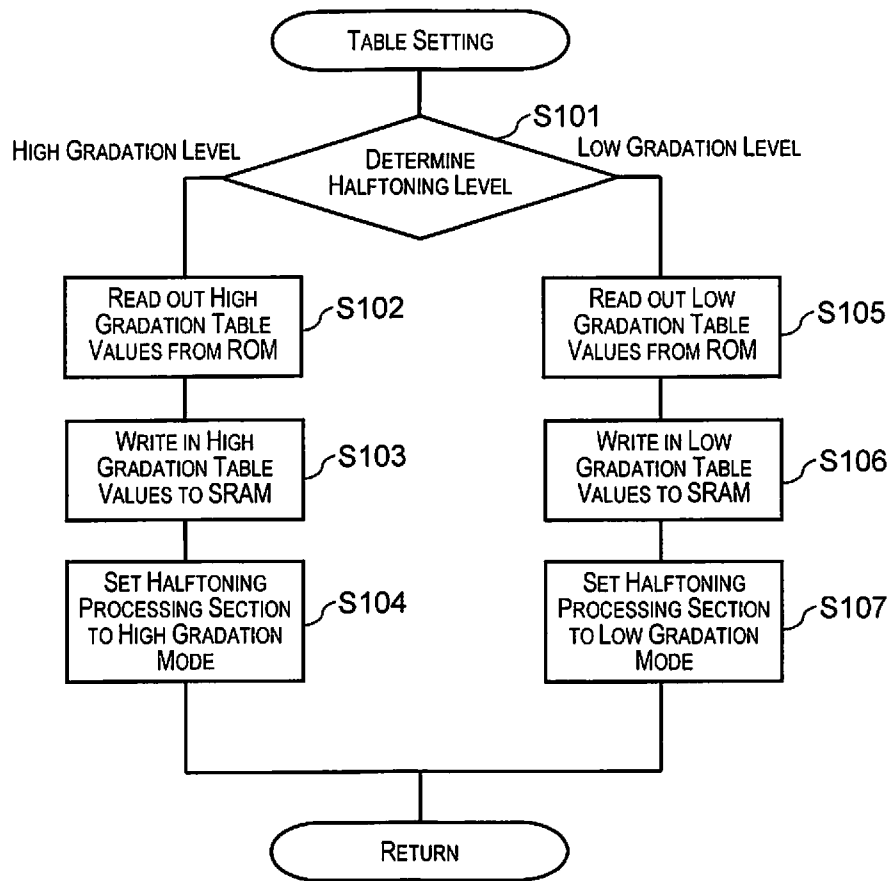 TABLE SETTING
S101
HIGH GRADATION LEVEL
LOW GRADATION LEVEL
DETERMINE
HALFTONING LEVEL
READ OUT HIGH
GRADATION TABLE
VALUES FROM ROM
S102
READ OUT LOW
GRADATION TABLE
VALUES FROM ROM
S105
WRITE IN HIGH
GRADATION TABLE
VALUES TO SRAM
S103
WRITE IN LOW
GRADATION TABLE
VALUES TO SRAM
S106
SET HALFTONING
PROCESSING SECTION
TO HIGH GRADATION
MODE
S104
SET HALFTONING
PROCESSING SECTION
TO LOW GRADATION
MODE
S107
RETURN